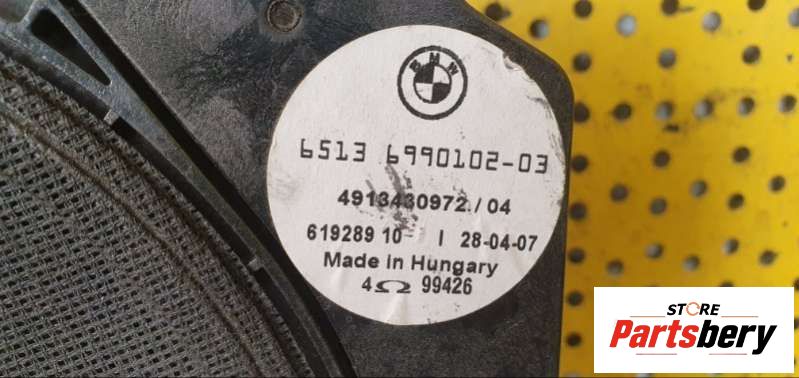 BMW
6513 6990102-03
4913430972./04
619289 10- I 28-04-07
Made in Hungary
4Ω 99426
STORE
Partsbery